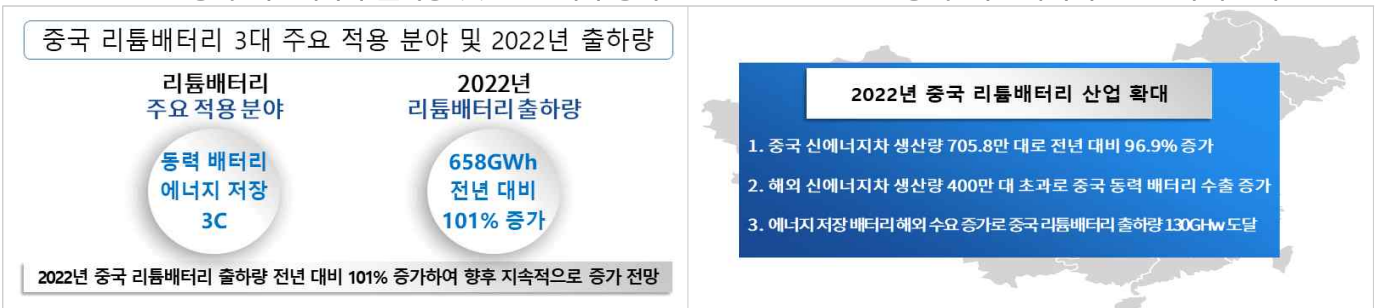 중국 리튬배터리 3대 주요 적용 분야 및 2022년 출하량
리튬배터리
주요 적용 분야
2022년
리튬배터리 출하량
동력 배터리
에너지 저장
3C
658GWh
전년 대비
101% 증가
2022년 중국 리튬배터리 출하량 전년 대비 101% 증가하여 향후 지속적으로 증가 전망
2022년 중국 리튬배터리 산업 확대
1. 중국 신에너지차 생산량 705.8만 대로 전년 대비 96.9% 증가
2. 해외 신에너지차 생산량 400만 대 초과로 중국 동력 배터리 수출 증가
3. 에너지 저장 배터리 해외 수요 증가로 중국 리튬배터리 출하량 130GHw 도달